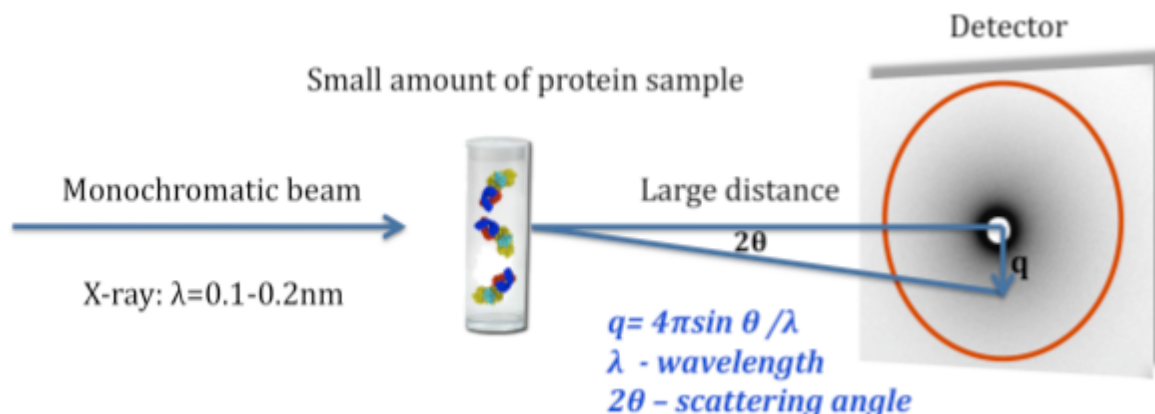 Detector
Small amount of protein sample
Monochromatic beam
Large distance
2θ
q
X-ray: λ=0.1-0.2nm
q= 4πsin θ /λ
λ - wavelength
2θ – scattering angle